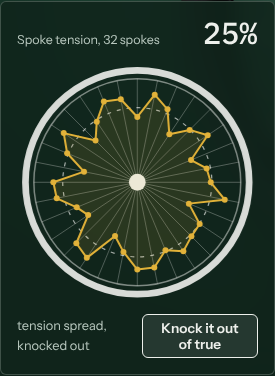 Spoke tension, 32 spokes 25%
tension spread,
knocked out
Knock it out
of true